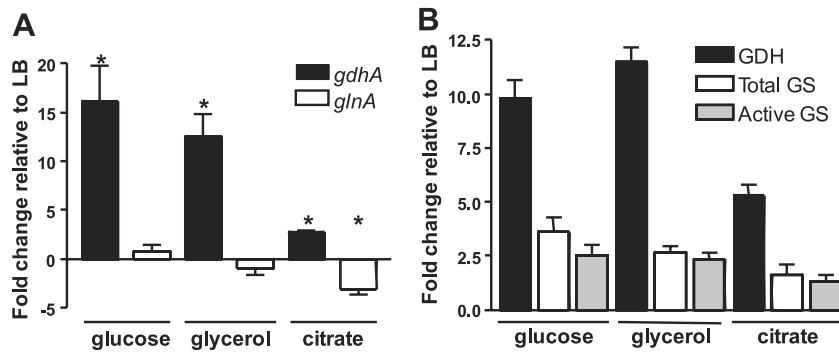 A
Fold change relative to LB
20
15
10
5
0
-5
*
*
*
*
gdhA
glnA
glucose
glycerol
citrate
B
Fold change relative to LB
12.5
10.0
7.5
5.0
2.5
0.0
GDH
Total GS
Active GS
glucose
glycerol
citrate